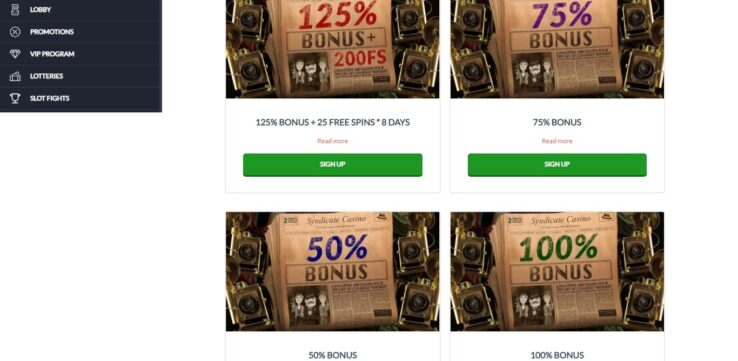 LOBBY
PROMOTIONS
VIP PROGRAM
LOTTERIES
SLOT FIGHTS
125%
BONUS+
200FS
125% BONUS + 25 FREE SPINS * 8 DAYS
Read more
SIGN UP
75%
BONUS
75% BONUS
Read more
SIGN UP
Syndicate Casino
50%
BONUS
50% BONUS
Syndicate Casino
100%
BONUS
100% BONUS